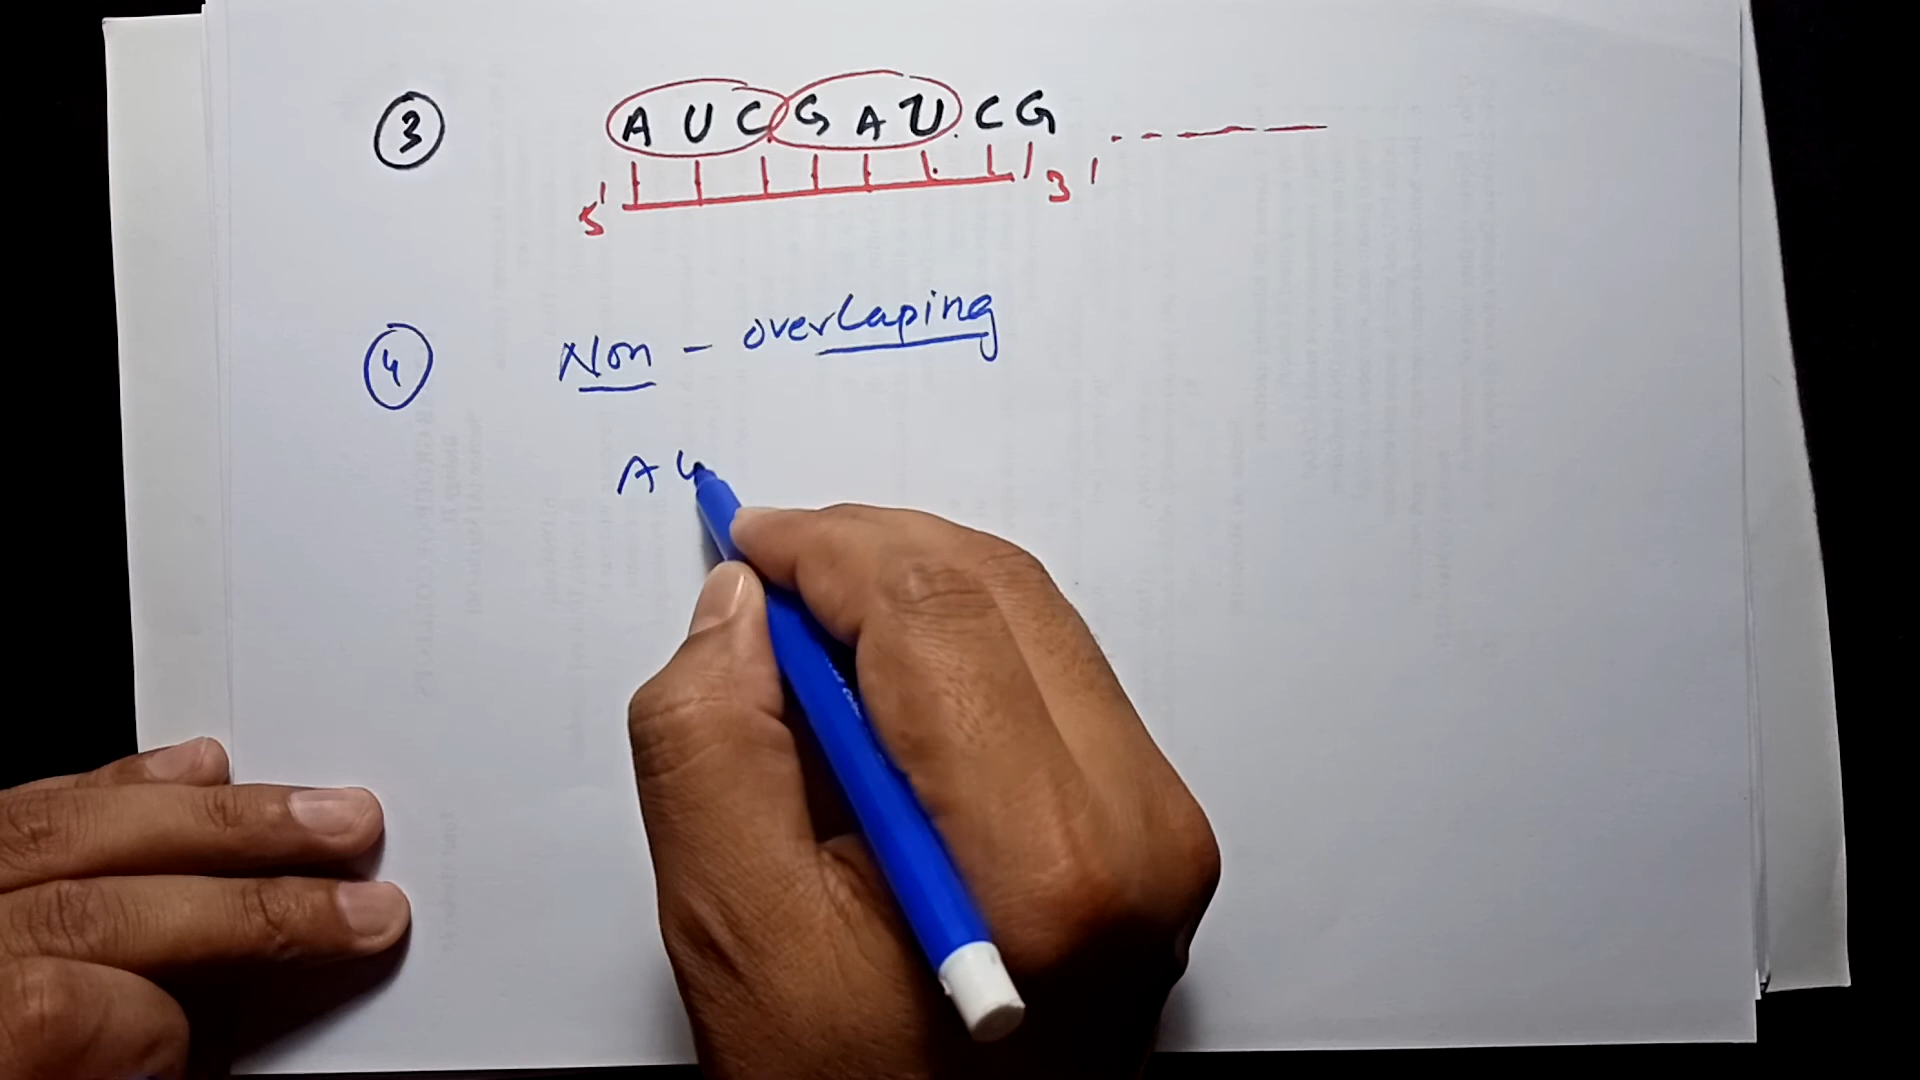 ③ A U C G A U . C G . - - — —
5' 3'
④ Non - overlaping
A U